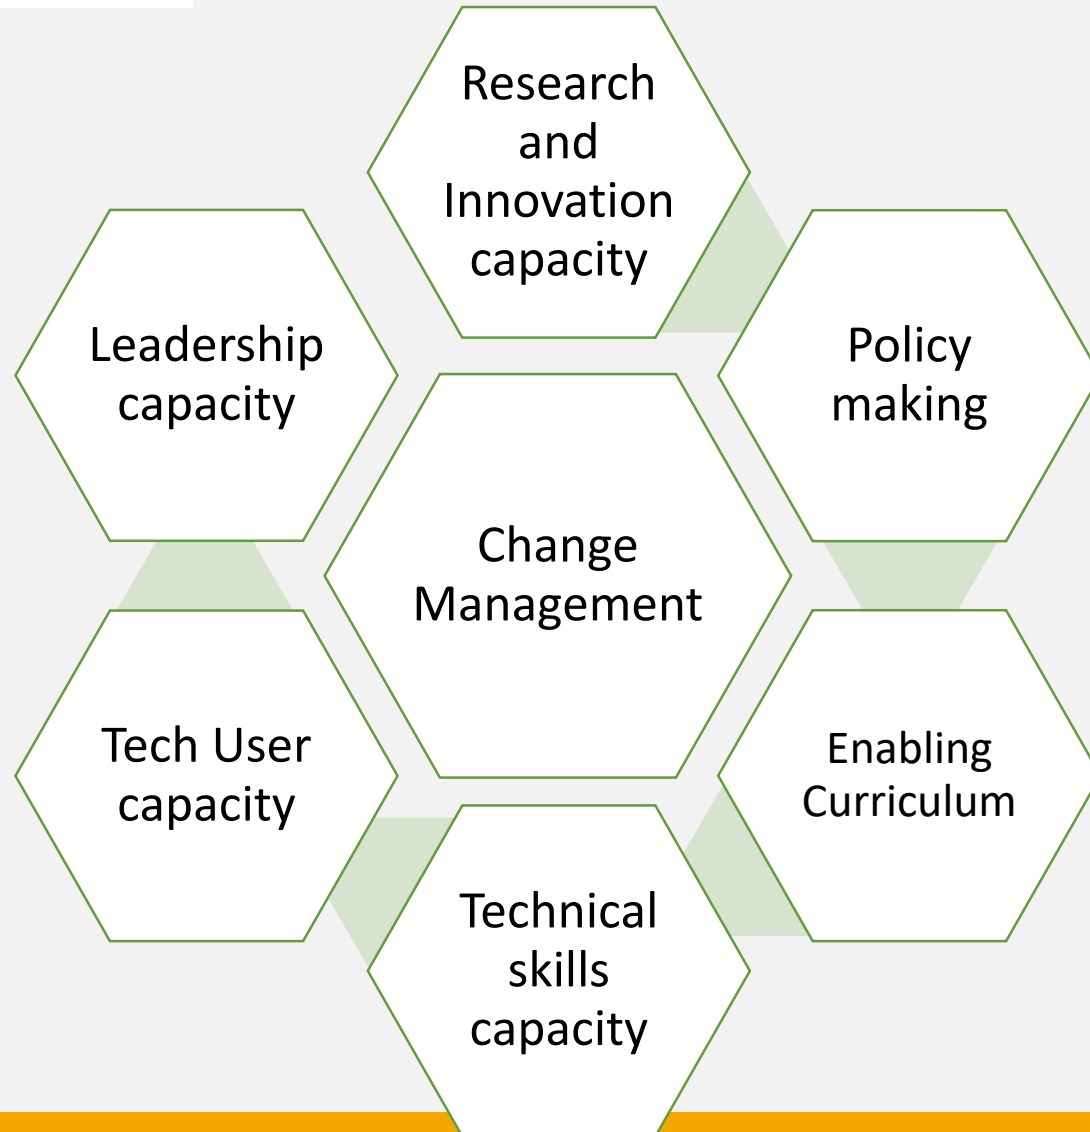 Research
and
Innovation
capacity
Policy
making
Enabling
Curriculum
Technical
skills
capacity
Tech User
capacity
Leadership
capacity
Change
Management